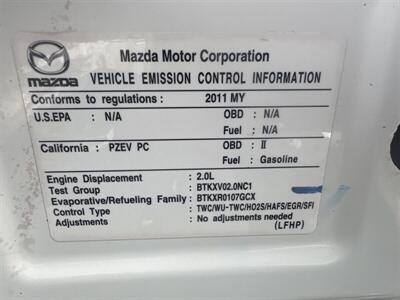 Mazda Motor Corporation
mazda VEHICLE EMISSION CONTROL INFORMATION
Conforms to regulations : 2011 MY
U.S.EPA : N/A OBD : N/A
Fuel : N/A
California : PZEV PC OBD : II
Fuel : Gasoline
Engine Displacement : 2.0L
Test Group : BTKXV02.0NC1
Evaporative/Refueling Family : BTKXR0107GCX
Control Type : TWC/WU-TWC/HO2S/HAFS/EGR/SFI
Adjustments : No adjustments needed
(LFHP)